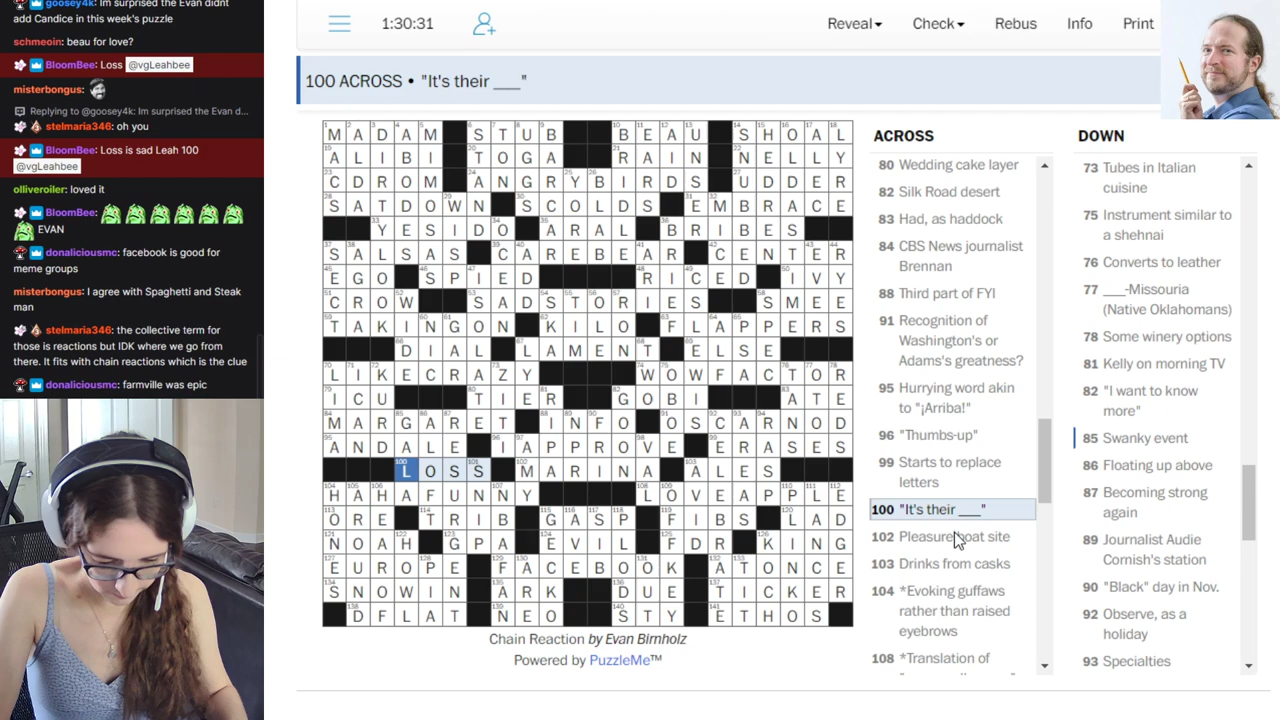 goosey4k: Im surprised the Evan didnt
add Candice in this week's puzzle
schmeoin: beau for love?
BloomBee: Loss @vgLeahbee
misterbongus:
Replying to @goosey4k: Im surprised the Evan d...
stelmaria346: oh you
BloomBee: Loss is sad Leah 100
@vgLeahbee
olliveroiler: loved it
BloomBee:
EVAN
donaliciousmc: facebook is good for
meme groups
misterbongus: I agree with Spaghetti and Steak
man
stelmaria346: the collective term for
those is reactions but IDK where we go from
there. It fits with chain reactions which is the clue
donaliciousmc: farmville was epic
1:30:31
Reveal
Check
Rebus
Info
Print
100 ACROSS • "It's their ___"
MADAM STUB BEAU SHOAL
ALIBI TOGA RAIN NELLY
CDROM ANGRYBIRDS UDDER
SATDOWN SCOLDS EMBRACE
YESIDO ARAL BRIBES
SALSAS CAREBEAR CENTER
EGO SPIED RICED IVY
CROW SADSTORIES SMEE
TAKINGON KILO FLAPPERS
DIAL LAMENT ELSE
LIKECRAZY WOWFACTOR
ICU TIER GOBI ATE
MARGARET INFO OSCARNOD
ANDALE IAPPROVE ERASES
LOSS MARINA ALES
HAHAFUNNY LOVEAPPLE
ORE TRIB GASP FIBS LAD
NOAH GPA EVIL FDR KING
EUROPE FACEBOOK ATONCE
SNOWIN ARK DUE TICKER
DFLAT NEO STY ETHOS
Chain Reaction by Evan Birnholz
Powered by PuzzleMe™
ACROSS
80 Wedding cake layer
82 Silk Road desert
83 Had, as haddock
84 CBS News journalist
Brennan
88 Third part of FYI
91 Recognition of
Washington's or
Adams's greatness?
95 Hurrying word akin
to "¡Arriba!"
96 "Thumbs-up"
99 Starts to replace
letters
100 "It's their ___"
102 Pleasure boat site
103 Drinks from casks
104 *Evoking guffaws
rather than raised
eyebrows
108 *Translation of
DOWN
73 Tubes in Italian
cuisine
75 Instrument similar to
a shehnai
76 Converts to leather
77 ___-Missouria
(Native Oklahomans)
78 Some winery options
81 Kelly on morning TV
82 "I want to know
more"
85 Swanky event
86 Floating up above
87 Becoming strong
again
89 Journalist Audie
Cornish's station
90 "Black" day in Nov.
92 Observe, as a
holiday
93 Specialties